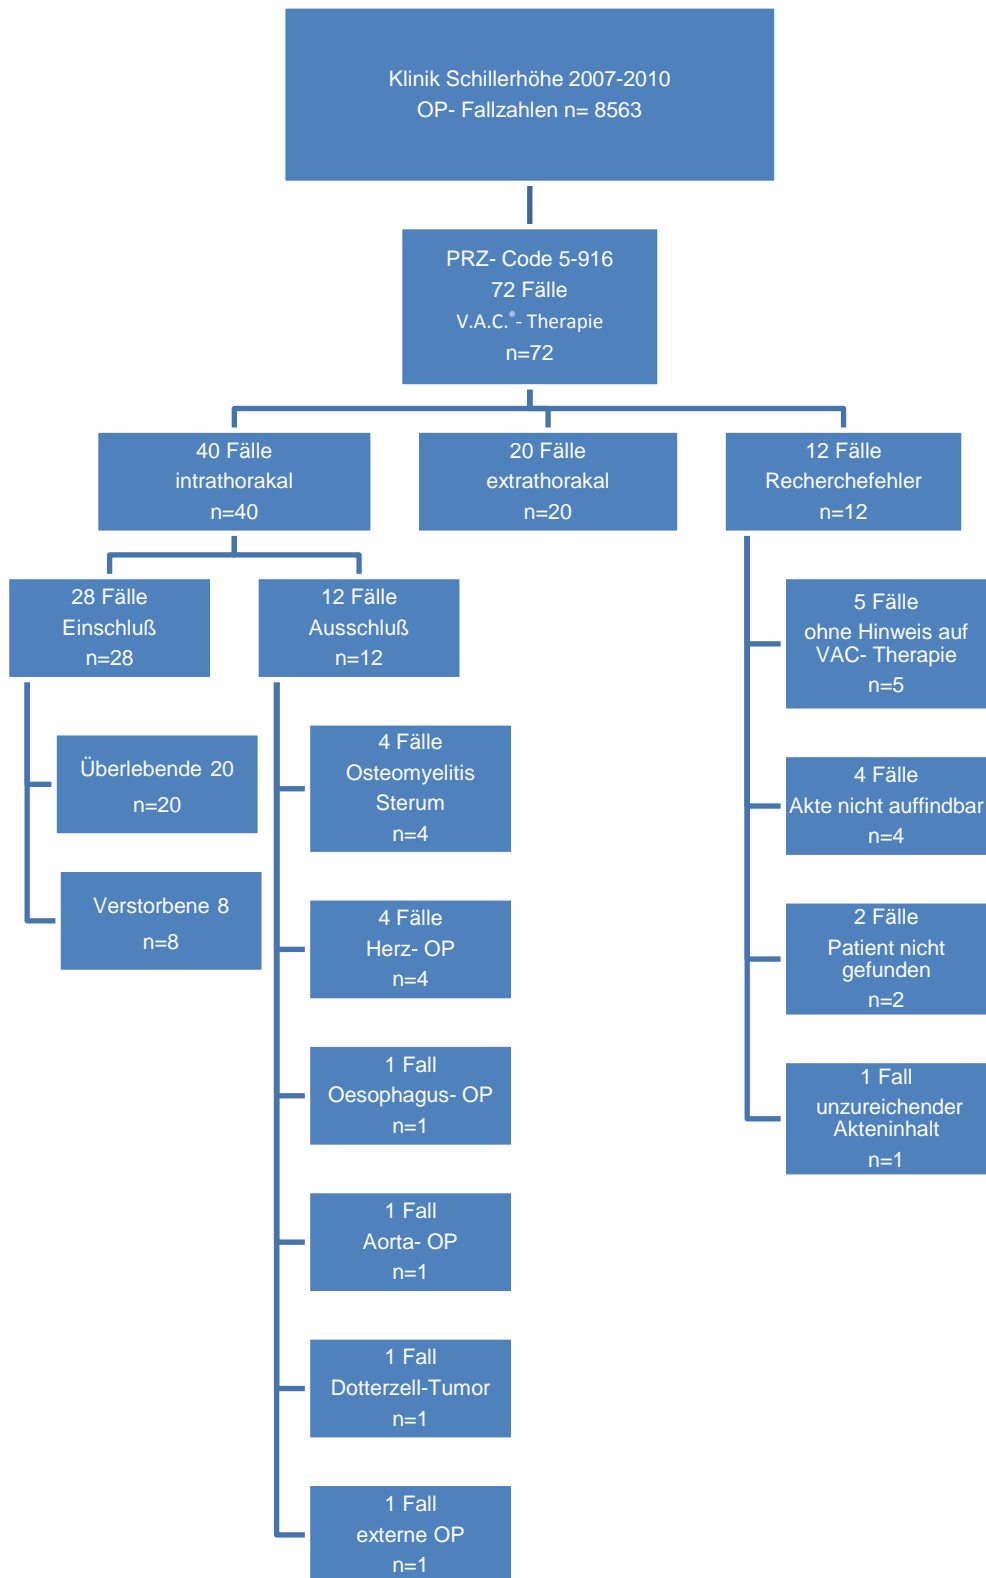 Klinik Schillerhöhe 2007-2010
OP- Fallzahlen n= 8563
PRZ- Code 5-916
72 Fälle
V.A.C.®- Therapie
n=72
40 Fälle
intrathorakal
n=40
20 Fälle
extrathorakal
n=20
12 Fälle
Recherchefehler
n=12
28 Fälle
Einschluß
n=28
Überlebende 20
n=20
Verstorbene 8
n=8
12 Fälle
Ausschluß
n=12
4 Fälle
Osteomyelitis
Sterum
n=4
4 Fälle
Herz- OP
n=4
1 Fall
Oesophagus- OP
n=1
1 Fall
Aorta- OP
n=1
1 Fall
Dotterzell-Tumor
n=1
1 Fall
externe OP
n=1
5 Fälle
ohne Hinweis auf
VAC- Therapie
n=5
4 Fälle
Akte nicht auffindbar
n=4
2 Fälle
Patient nicht
gefunden
n=2
1 Fall
unzureichender
Akteninhalt
n=1